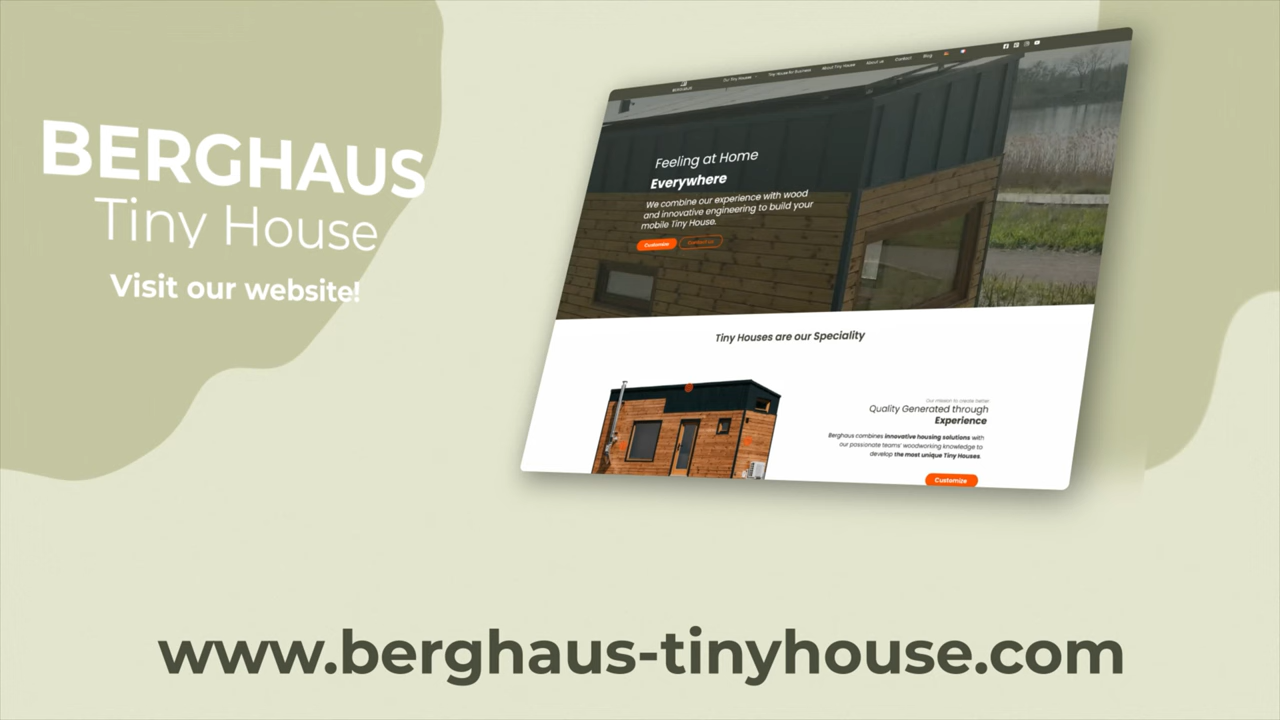 BERGHAUS
Tiny House
Visit our website!
BERGHAUS
Our Tiny Houses
Tiny House for Business
About Tiny House
About us
Contact
Blog
Feeling at Home
Everywhere
We combine our experience with wood
and innovative engineering to build your
mobile Tiny House.
Customize
Contact us
Tiny Houses are our Speciality
Our mission to create better
Quality Generated through
Experience
Berghaus combines innovative housing solutions with
our passionate teams' woodworking knowledge to
develop the most unique Tiny Houses.
Customize
www.berghaus-tinyhouse.com